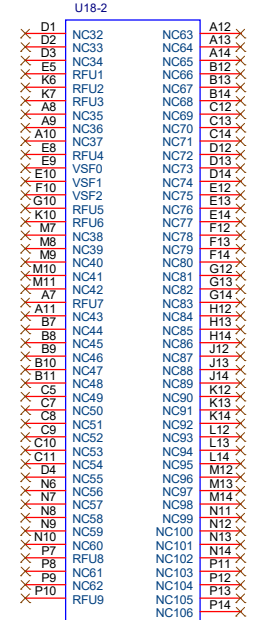 U18-2
D1 NC32 NC63 A12
D2 NC33 NC64 A13
D3 NC34 NC65 A14
E5 RFU1 NC66 B12
K6 RFU2 NC67 B13
K7 RFU3 NC68 B14
A8 NC35 NC69 C12
A9 NC36 NC70 C13
A10 NC37 NC71 C14
E8 RFU4 NC72 D12
E9 VSF0 NC73 D13
E10 VSF1 NC74 D14
F10 VSF2 NC75 E12
G10 RFU5 NC76 E13
K10 RFU6 NC77 E14
M7 NC38 NC78 F12
M8 NC39 NC79 F13
M9 NC40 NC80 F14
M10 NC41 NC81 G12
M11 NC42 NC82 G13
A7 RFU7 NC83 G14
A11 NC43 NC84 H12
B7 NC44 NC85 H13
B8 NC45 NC86 H14
B9 NC46 NC87 J12
B10 NC47 NC88 J13
B11 NC48 NC89 J14
C5 NC49 NC90 K12
C7 NC50 NC91 K13
C8 NC51 NC92 K14
C9 NC52 NC93 L12
C10 NC53 NC94 L13
C11 NC54 NC95 L14
D4 NC55 NC96 M12
N6 NC56 NC97 M13
N7 NC57 NC98 M14
N8 NC58 NC99 N11
N9 NC59 NC100 N12
N10 NC60 NC101 N13
P7 RFU8 NC102 N14
P8 NC61 NC103 P11
P9 NC62 NC104 P12
P10 RFU9 NC105 P13
NC106 P14